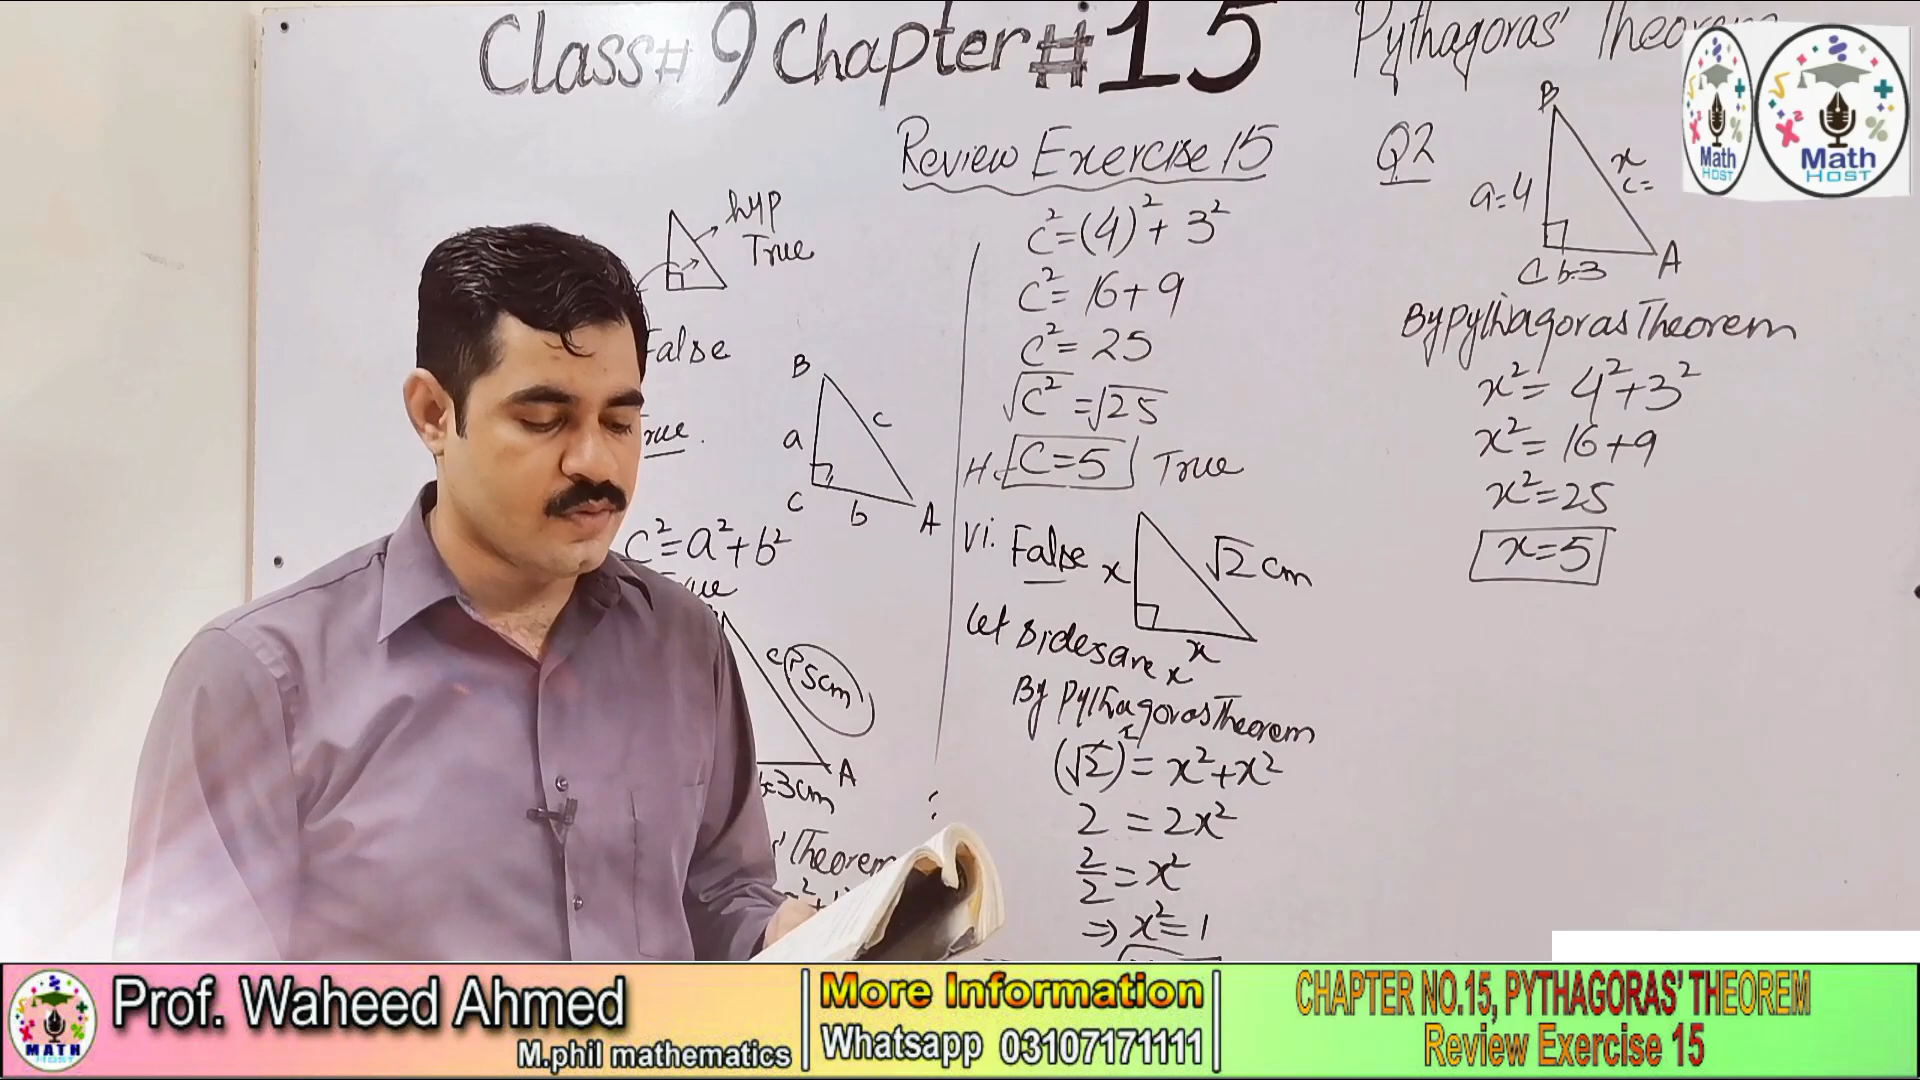 Class# 9 Chapter #15
Pythagoras' Theorem
Review Exercise 15
hyp
True
False
True.
B
a
c
C
b
A
c²=a²+b²
c=5cm
A
b=3cm
Theorem
c²=(4)²+3²
c²=16+9
c²=25
√c²=√25
c=5
True
vi. False
x
√2 cm
x
Let sides are x
By Pythagoras Theorem
(√2)²=x²+x²
2=2x²
2/2=x²
⇒ x²=1
Q2
B
a=4
x
c=
C b=3
A
By Pythagoras Theorem
x²=4²+3²
x²=16+9
x²=25
x=5
Math
HOST
Math
HOST
MATH
HOST
Prof. Waheed Ahmed
M.phil mathematics
More Information
Whatsapp 03107171111
CHAPTER NO.15, PYTHAGORAS' THEOREM
Review Exercise 15